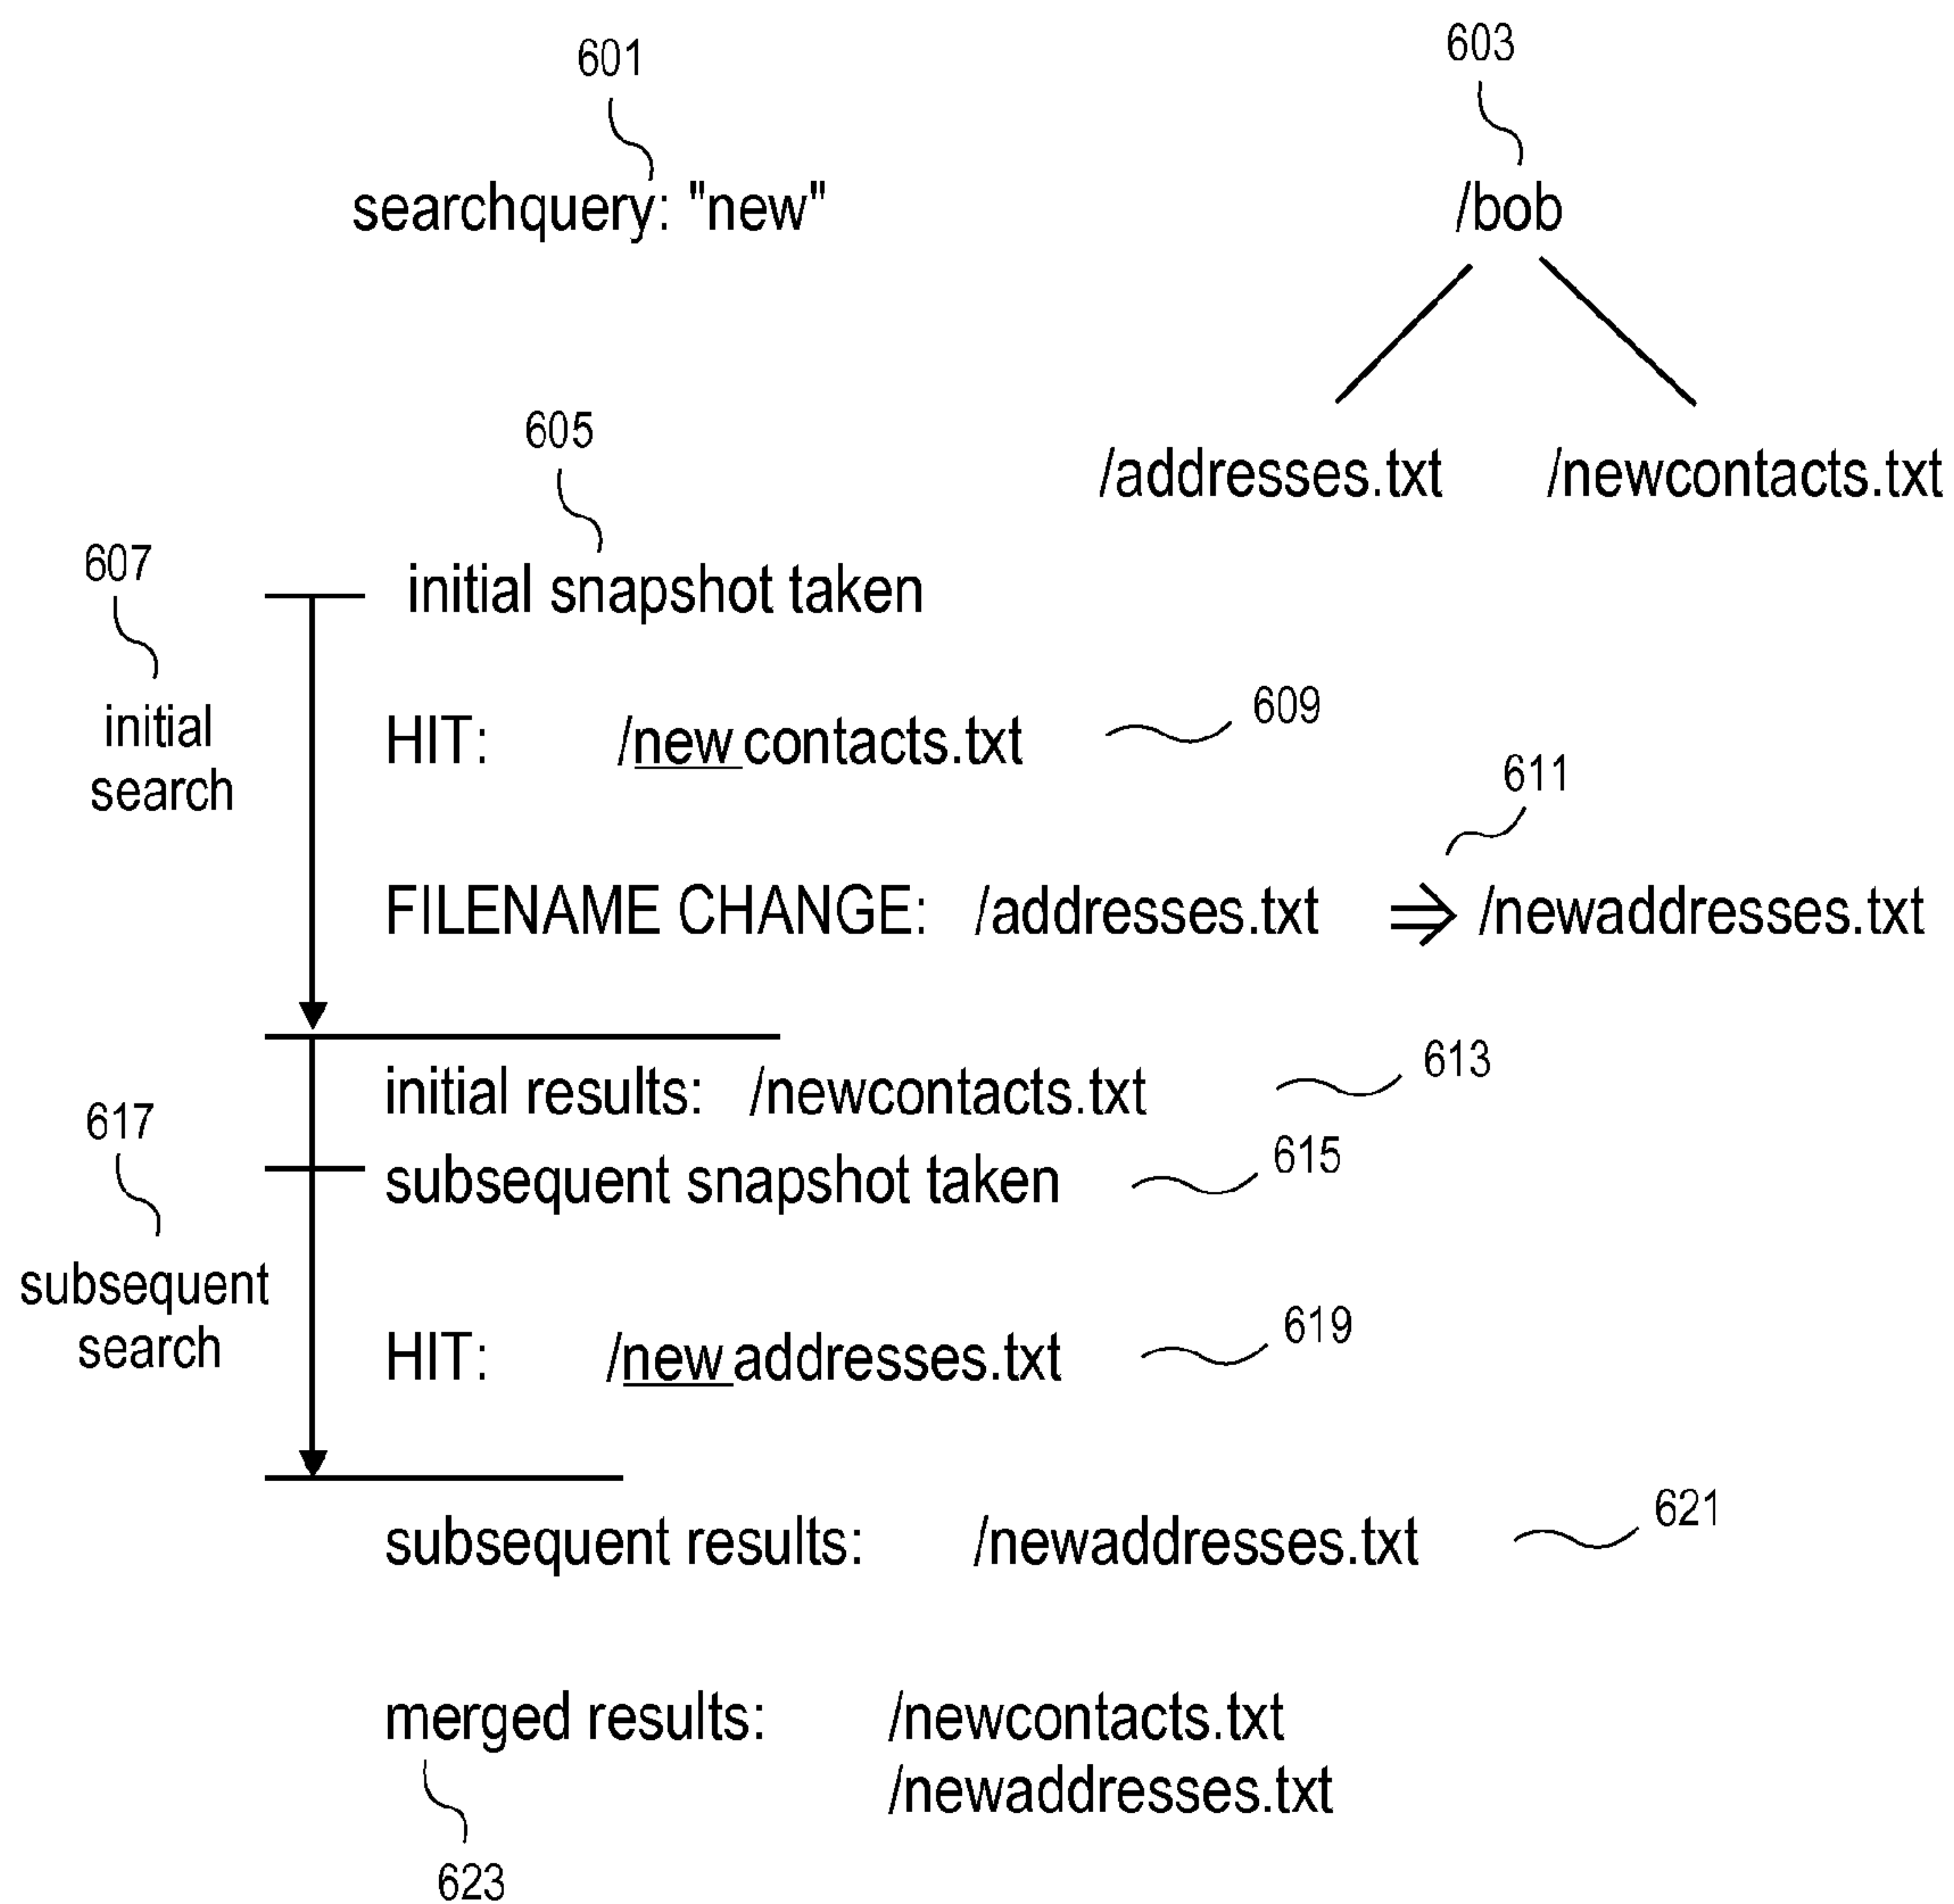 601
603
searchquery: "new"
/bob
/addresses.txt /newcontacts.txt
605
607
initial snapshot taken
initial
search
HIT: /newcontacts.txt
609
611
FILENAME CHANGE: /addresses.txt ⇒ /newaddresses.txt
initial results: /newcontacts.txt
613
617
subsequent snapshot taken
615
subsequent
search
HIT: /newaddresses.txt
619
subsequent results: /newaddresses.txt
621
merged results: /newcontacts.txt
/newaddresses.txt
623